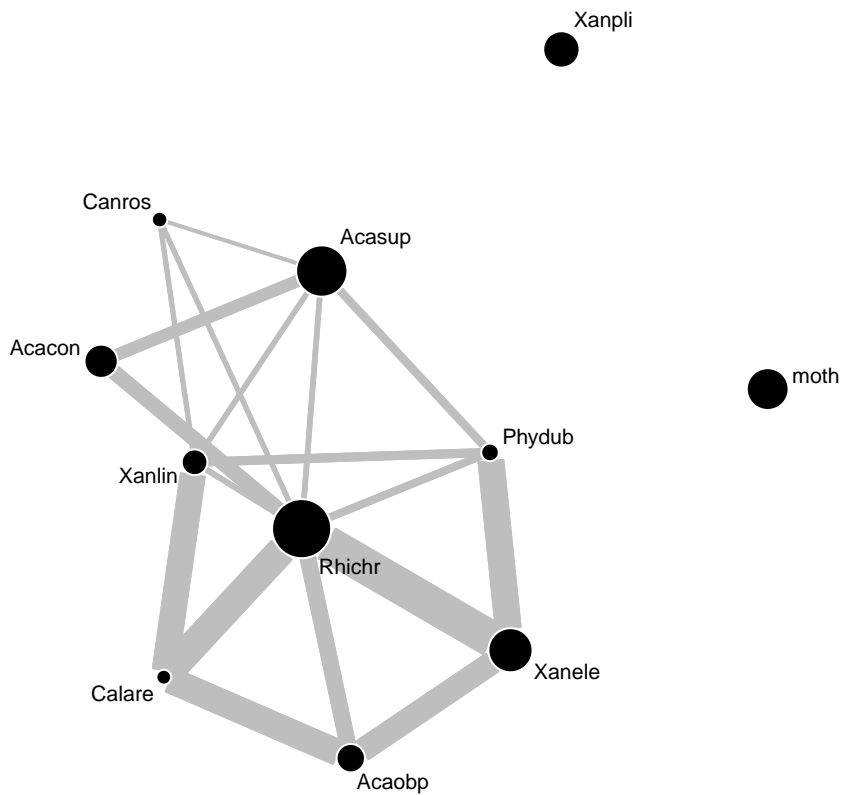 Xanpli
Canros
Acasup
Acacon
moth
Phydub
Xanlin
Rhichr
Xanele
Calare
Acaobp